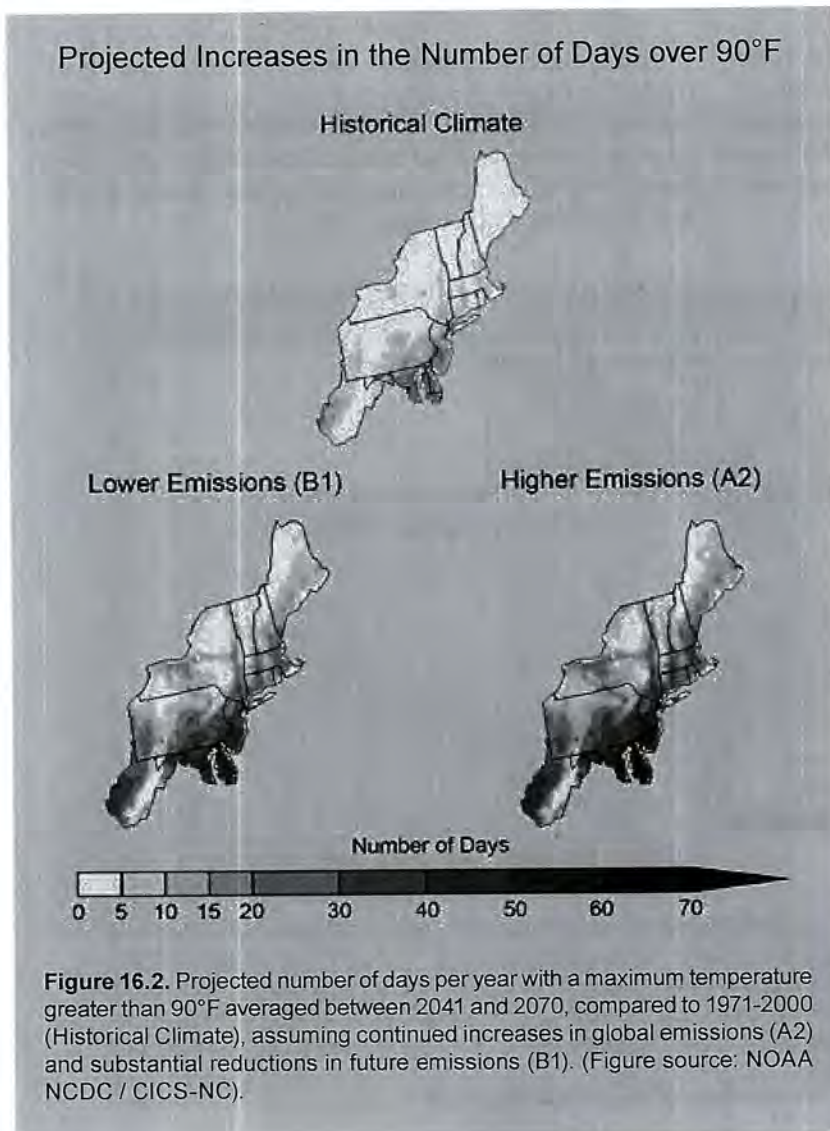 Projected Increases in the Number of Days over 90°F
Historical Climate
Lower Emissions (B1)
Higher Emissions (A2)
Number of Days
0 5 10 15 20 30 40 50 60 70
Figure 16.2. Projected number of days per year with a maximum temperature
greater than 90°F averaged between 2041 and 2070, compared to 1971-2000
(Historical Climate), assuming continued increases in global emissions (A2)
and substantial reductions in future emissions (B1). (Figure source: NOAA
NCDC / CICS-NC).